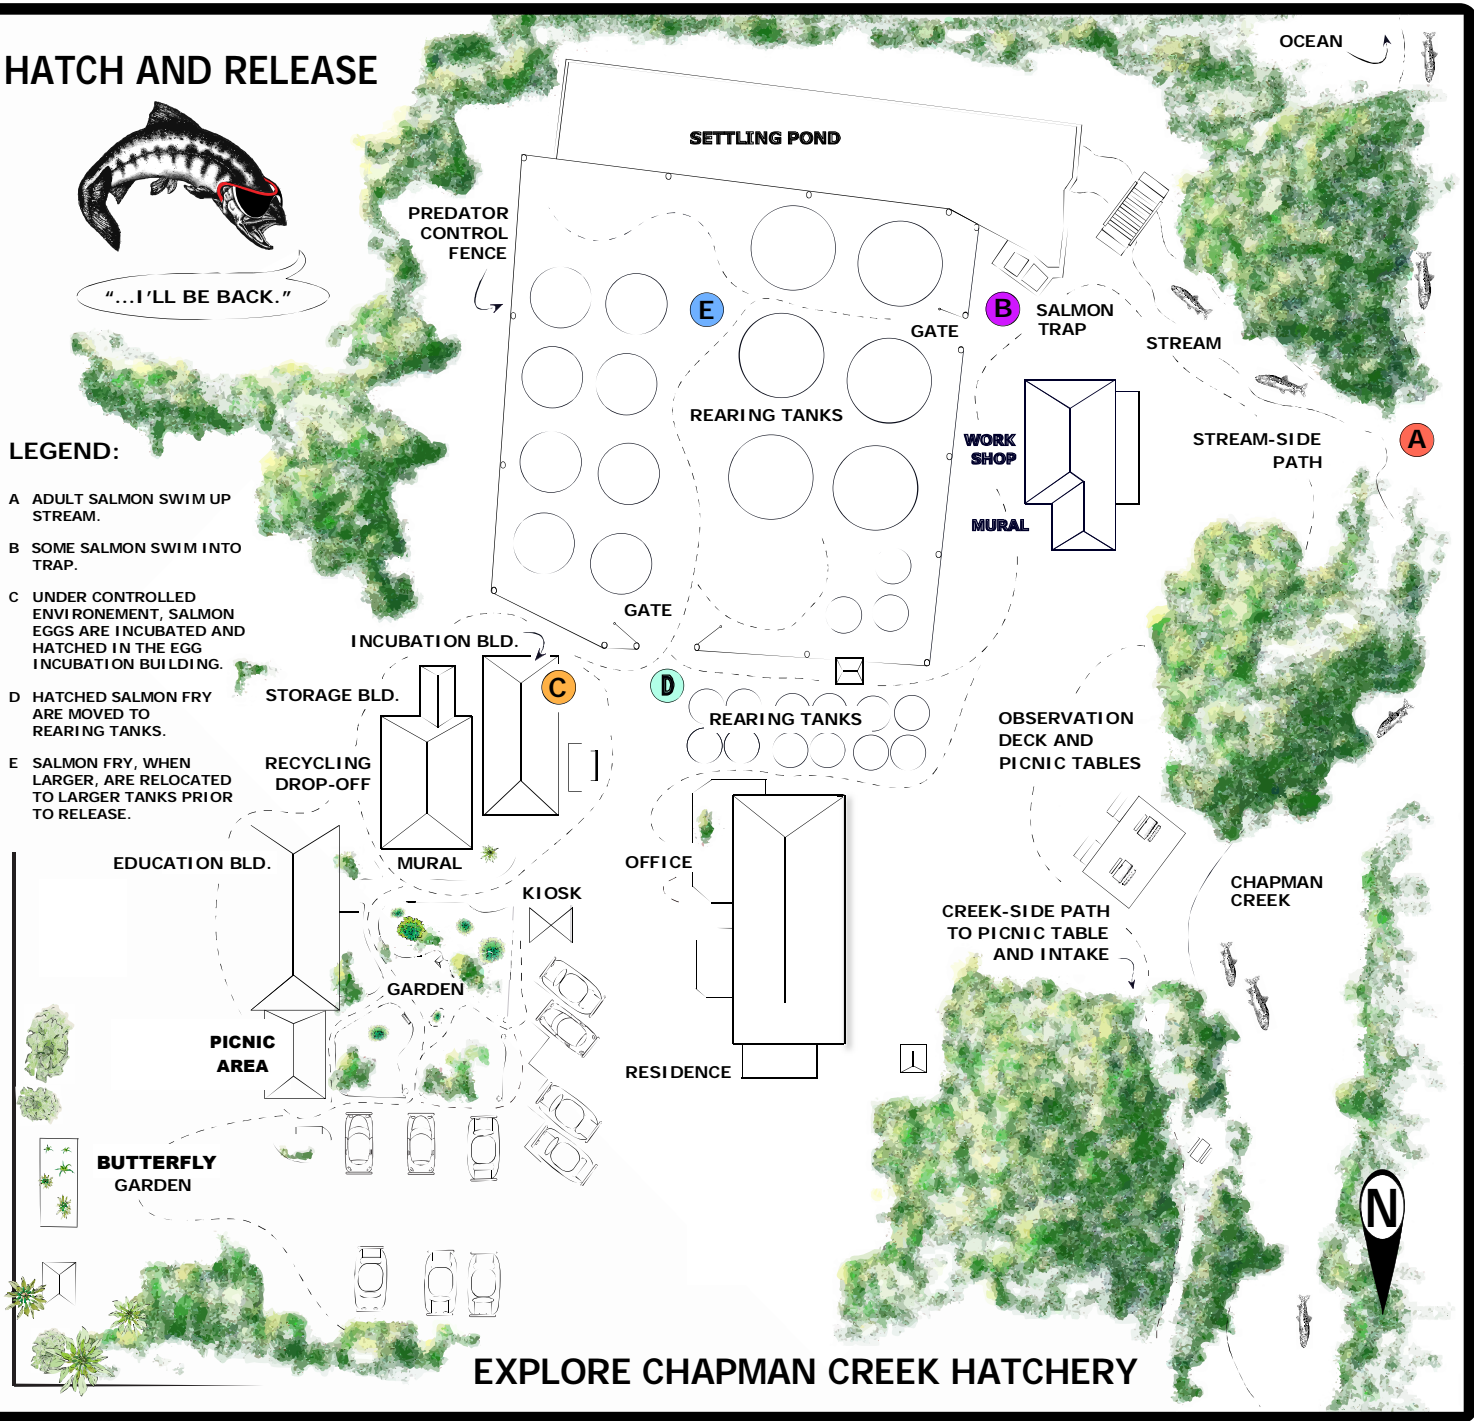 HATCH AND RELEASE
"...I'LL BE BACK."
OCEAN
SETTLING POND
PREDATOR
CONTROL
FENCE
E
B
SALMON
TRAP
GATE
STREAM
REARING TANKS
WORK
SHOP
MURAL
STREAM-SIDE
PATH
A
LEGEND:
A ADULT SALMON SWIM UP
STREAM.
B SOME SALMON SWIM INTO
TRAP.
C UNDER CONTROLLED
ENVIRONEMENT, SALMON
EGGS ARE INCUBATED AND
HATCHED IN THE EGG
INCUBATION BUILDING.
D HATCHED SALMON FRY
ARE MOVED TO
REARING TANKS.
E SALMON FRY, WHEN
LARGER, ARE RELOCATED
TO LARGER TANKS PRIOR
TO RELEASE.
GATE
INCUBATION BLD.
STORAGE BLD.
C
D
REARING TANKS
RECYCLING
DROP-OFF
OBSERVATION
DECK AND
PICNIC TABLES
EDUCATION BLD.
MURAL
OFFICE
KIOSK
CHAPMAN
CREEK
CREEK-SIDE PATH
TO PICNIC TABLE
AND INTAKE
GARDEN
PICNIC
AREA
RESIDENCE
BUTTERFLY
GARDEN
N
EXPLORE CHAPMAN CREEK HATCHERY